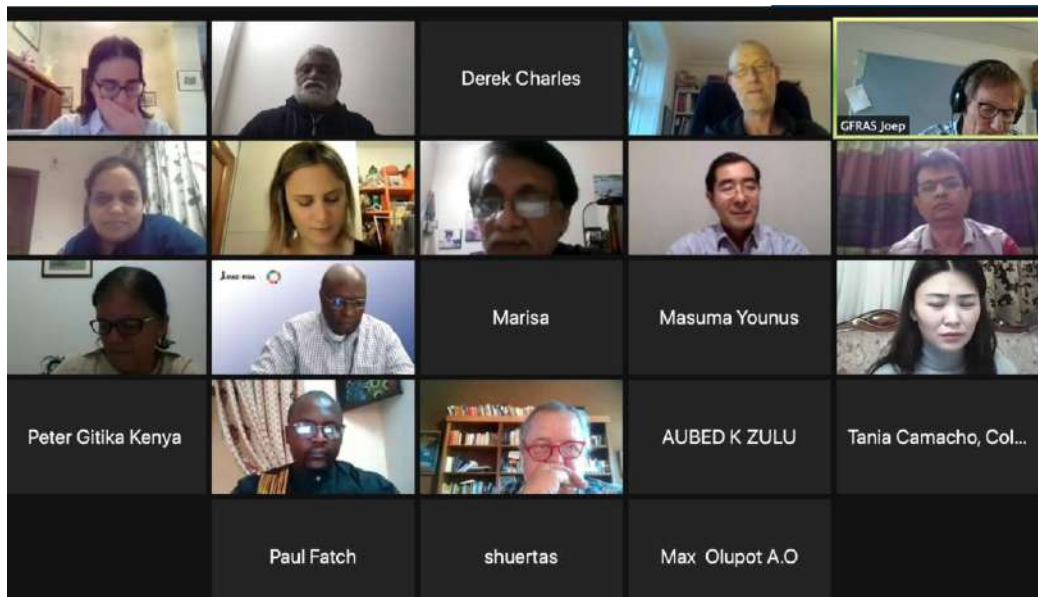 Derek Charles
GFRAS Joep
Marisa
Masuma Younus
Peter Gitika Kenya
AUBED K ZULU
Tania Camacho, Col...
Paul Fatch
shuertas
Max Olupot A.O